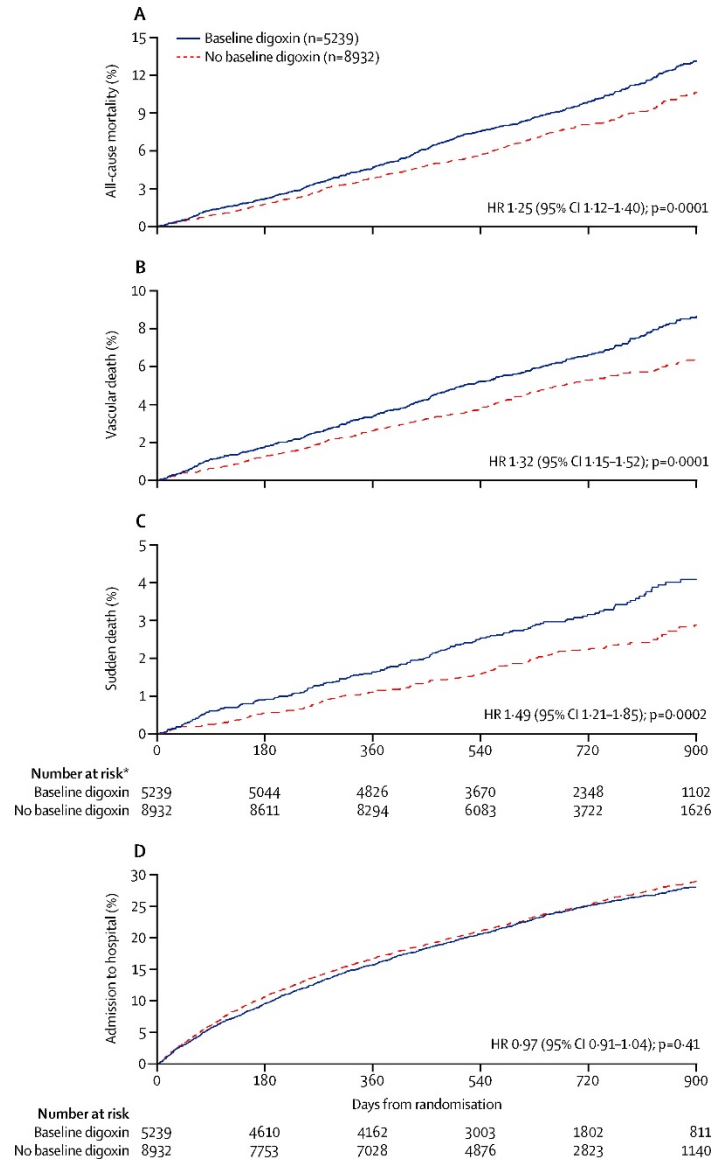 A
15
12
9
6
3
0
All-cause mortality (%)
Baseline digoxin (n=5239)
No baseline digoxin (n=8932)
HR 1·25 (95% CI 1·12–1·40); p=0·0001
B
10
8
6
4
2
0
Vascular death (%)
HR 1·32 (95% CI 1·15–1·52); p=0·0001
C
5
4
3
2
1
0
Sudden death (%)
HR 1·49 (95% CI 1·21–1·85); p=0·0002
0 180 360 540 720 900
Number at risk*
Baseline digoxin 5239 5044 4826 3670 2348 1102
No baseline digoxin 8932 8611 8294 6083 3722 1626
D
30
25
20
15
10
5
0
Admission to hospital (%)
HR 0·97 (95% CI 0·91–1·04); p=0·41
0 180 360 540 720 900
Days from randomisation
Number at risk
Baseline digoxin 5239 4610 4162 3003 1802 811
No baseline digoxin 8932 7753 7028 4876 2823 1140